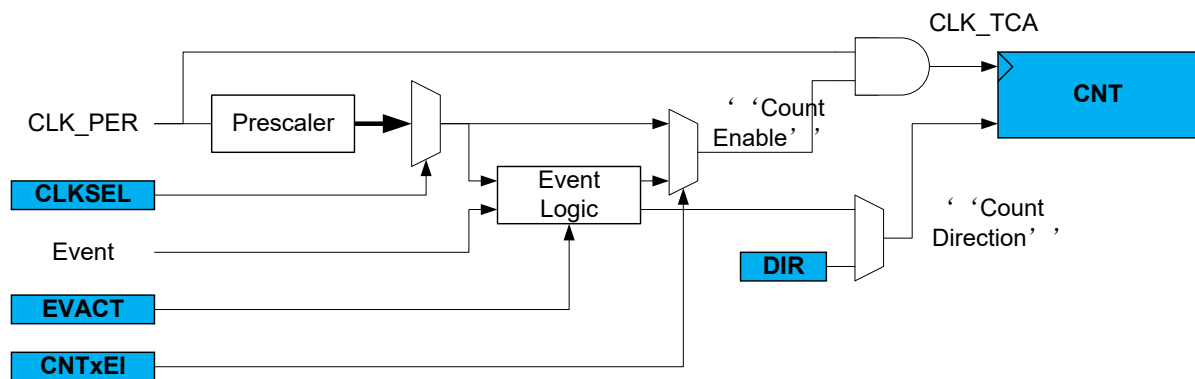 CLK_TCA
CNT
‘ ‘Count
Enable’ ’
CLK_PER
Prescaler
CLKSEL
Event
Logic
Event
‘ ‘Count
Direction’ ’
DIR
EVACT
CNTxEI